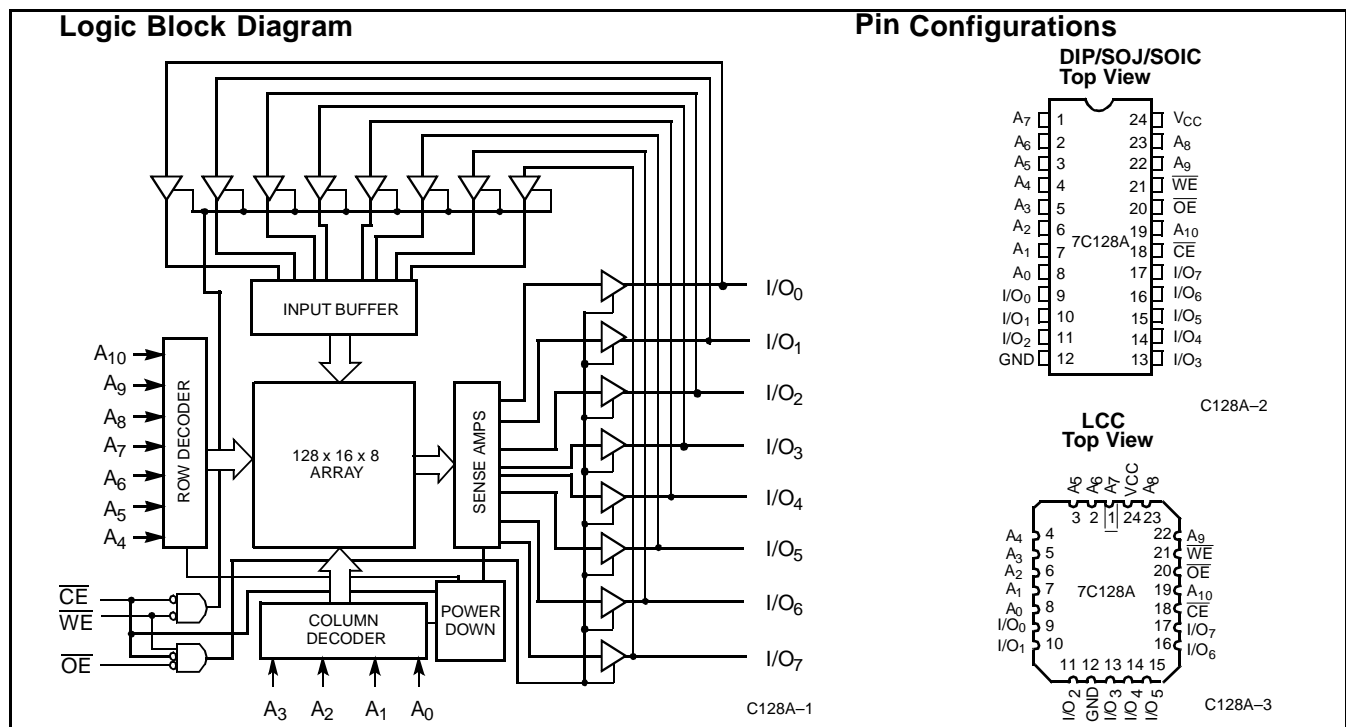 Logic Block Diagram
INPUT BUFFER
A10
A9
A8
A7
A6
A5
A4
ROW DECODER
128 x 16 x 8
ARRAY
SENSE AMPS
I/O0
I/O1
I/O2
I/O3
I/O4
I/O5
I/O6
I/O7
CE
WE
OE
COLUMN
DECODER
POWER
DOWN
A3 A2 A1 A0
C128A–1
Pin Configurations
DIP/SOJ/SOIC
Top View
A7 1 24 VCC
A6 2 23 A8
A5 3 22 A9
A4 4 21 WE
A3 5 20 OE
A2 6 19 A10
7C128A
A1 7 18 CE
A0 8 17 I/O7
I/O0 9 16 I/O6
I/O1 10 15 I/O5
I/O2 11 14 I/O4
GND 12 13 I/O3
C128A–2
LCC
Top View
A5 A6 A7 VCC A8
3 2 1 24 23
A4 4 22 A9
A3 5 21 WE
A2 6 20 OE
A1 7 7C128A 19 A10
A0 8 18 CE
I/O0 9 17 I/O7
I/O1 10 16 I/O6
11 12 13 14 15
I/O2 GND I/O3 I/O4 I/O5
C128A–3